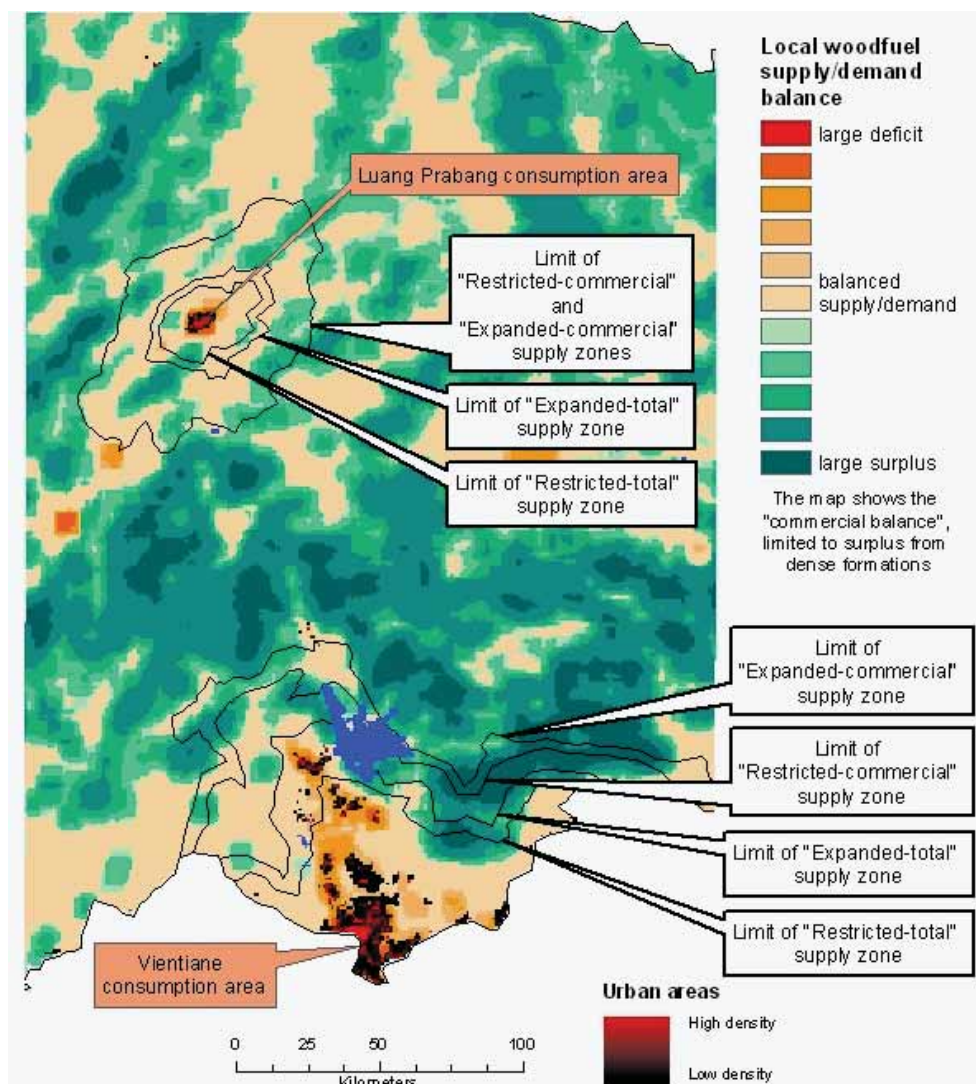 Local woodfuel
supply/demand
balance
large deficit
balanced
supply/demand
large surplus
The map shows the
"commercial balance",
limited to surplus from
dense formations
Luang Prabang consumption area
Limit of
"Restricted-commercial"
and
"Expanded-commercial"
supply zones
Limit of "Expanded-total"
supply zone
Limit of "Restricted-total"
supply zone
Limit of
"Expanded-commercial"
supply zone
Limit of
"Restricted-commercial"
supply zone
Limit of "Expanded-total"
supply zone
Limit of "Restricted-total"
supply zone
Vientiane
consumption area
Urban areas
High density
Low density
0 25 50 100
Kilometers